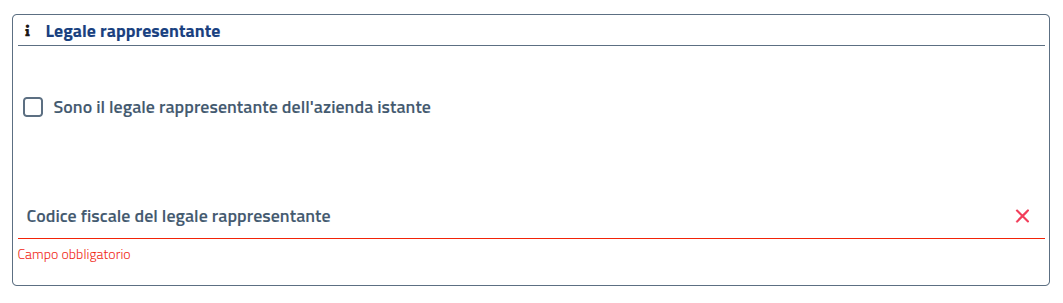 Legale rappresentante
Sono il legale rappresentante dell'azienda istante
Codice fiscale del legale rappresentante
Campo obbligatorio